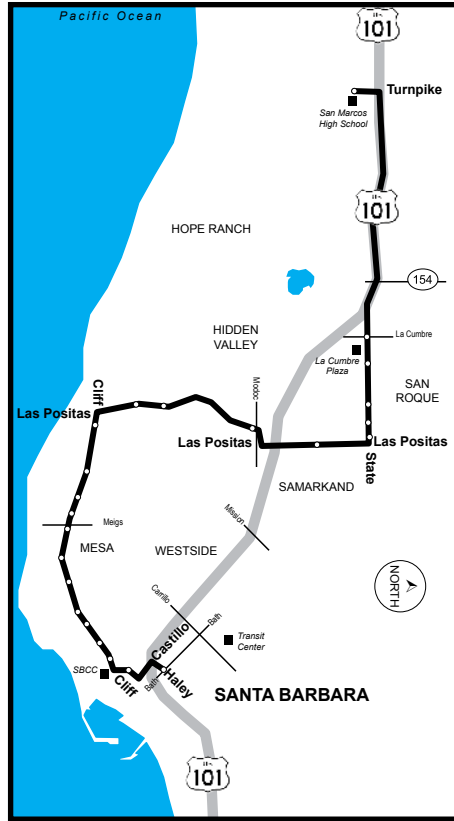 Pacific Ocean
U.S.
101
Turnpike
San Marcos
High School
101
HOPE RANCH
154
HIDDEN
VALLEY
La Cumbre
La Cumbre
Plaza
SAN
ROQUE
Cliff
Modoc
Las Positas
Las Positas
Las Positas
State
SAMARKAND
Mission
Meigs
MESA
WESTSIDE
NORTH
Carrillo
Bath
Castillo
Transit
Center
SBCC
Cliff
Bath
Haley
SANTA BARBARA
101